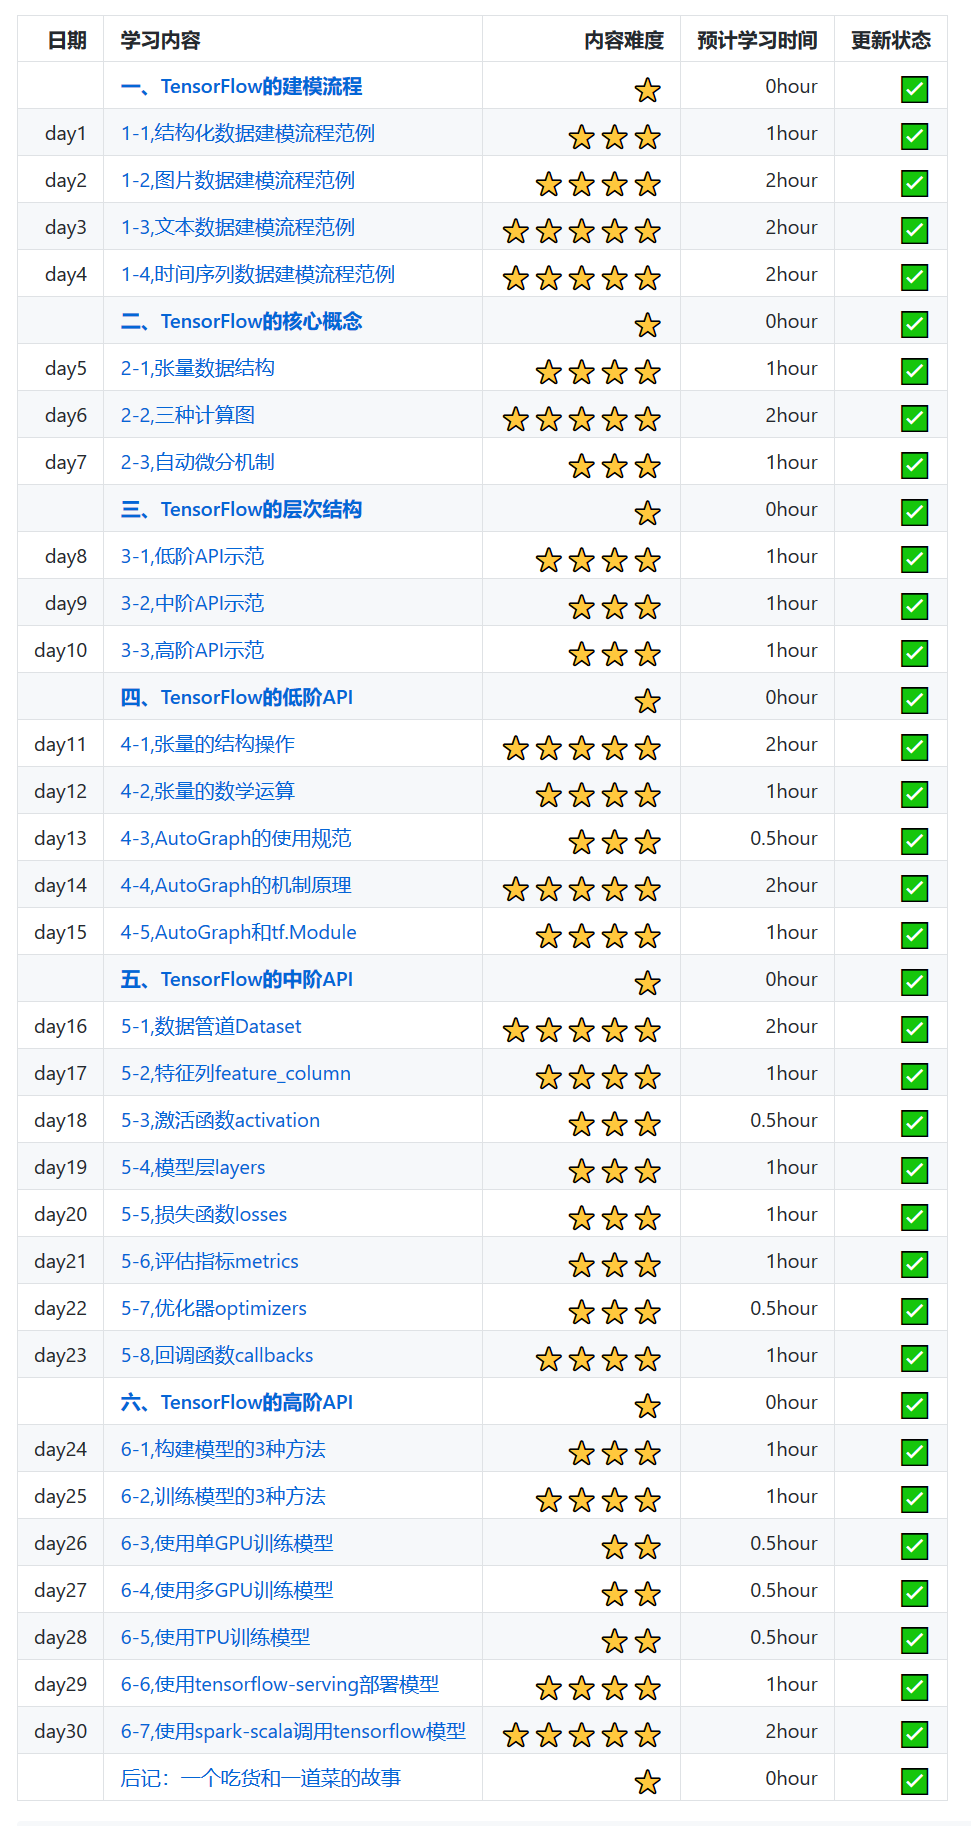 日期 学习内容 内容难度 预计学习时间 更新状态
一、TensorFlow的建模流程 ⭐ 0hour ✅
day1 1-1,结构化数据建模流程范例 ⭐⭐⭐ 1hour ✅
day2 1-2,图片数据建模流程范例 ⭐⭐⭐⭐ 2hour ✅
day3 1-3,文本数据建模流程范例 ⭐⭐⭐⭐⭐ 2hour ✅
day4 1-4,时间序列数据建模流程范例 ⭐⭐⭐⭐⭐ 2hour ✅
二、TensorFlow的核心概念 ⭐ 0hour ✅
day5 2-1,张量数据结构 ⭐⭐⭐⭐ 1hour ✅
day6 2-2,三种计算图 ⭐⭐⭐⭐⭐ 2hour ✅
day7 2-3,自动微分机制 ⭐⭐⭐ 1hour ✅
三、TensorFlow的层次结构 ⭐ 0hour ✅
day8 3-1,低阶API示范 ⭐⭐⭐⭐ 1hour ✅
day9 3-2,中阶API示范 ⭐⭐⭐ 1hour ✅
day10 3-3,高阶API示范 ⭐⭐⭐ 1hour ✅
四、TensorFlow的低阶API ⭐ 0hour ✅
day11 4-1,张量的结构操作 ⭐⭐⭐⭐⭐ 2hour ✅
day12 4-2,张量的数学运算 ⭐⭐⭐⭐ 1hour ✅
day13 4-3,AutoGraph的使用规范 ⭐⭐⭐ 0.5hour ✅
day14 4-4,AutoGraph的机制原理 ⭐⭐⭐⭐⭐ 2hour ✅
day15 4-5,AutoGraph和tf.Module ⭐⭐⭐⭐ 1hour ✅
五、TensorFlow的中阶API ⭐ 0hour ✅
day16 5-1,数据管道Dataset ⭐⭐⭐⭐⭐ 2hour ✅
day17 5-2,特征列feature_column ⭐⭐⭐⭐ 1hour ✅
day18 5-3,激活函数activation ⭐⭐⭐ 0.5hour ✅
day19 5-4,模型层layers ⭐⭐⭐ 1hour ✅
day20 5-5,损失函数losses ⭐⭐⭐ 1hour ✅
day21 5-6,评估指标metrics ⭐⭐⭐ 1hour ✅
day22 5-7,优化器optimizers ⭐⭐⭐ 0.5hour ✅
day23 5-8,回调函数callbacks ⭐⭐⭐⭐ 1hour ✅
六、TensorFlow的高阶API ⭐ 0hour ✅
day24 6-1,构建模型的3种方法 ⭐⭐⭐ 1hour ✅
day25 6-2,训练模型的3种方法 ⭐⭐⭐⭐ 1hour ✅
day26 6-3,使用单GPU训练模型 ⭐⭐ 0.5hour ✅
day27 6-4,使用多GPU训练模型 ⭐⭐ 0.5hour ✅
day28 6-5,使用TPU训练模型 ⭐⭐ 0.5hour ✅
day29 6-6,使用tensorflow-serving部署模型 ⭐⭐⭐⭐ 1hour ✅
day30 6-7,使用spark-scala调用tensorflow模型 ⭐⭐⭐⭐⭐ 2hour ✅
后记：一个吃货和一道菜的故事 ⭐ 0hour ✅